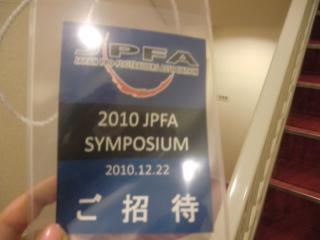 JPFA
JAPAN PRO-FOOTBALLERS ASSOCIATION
2010 JPFA
SYMPOSIUM
2010.12.22
ご招待